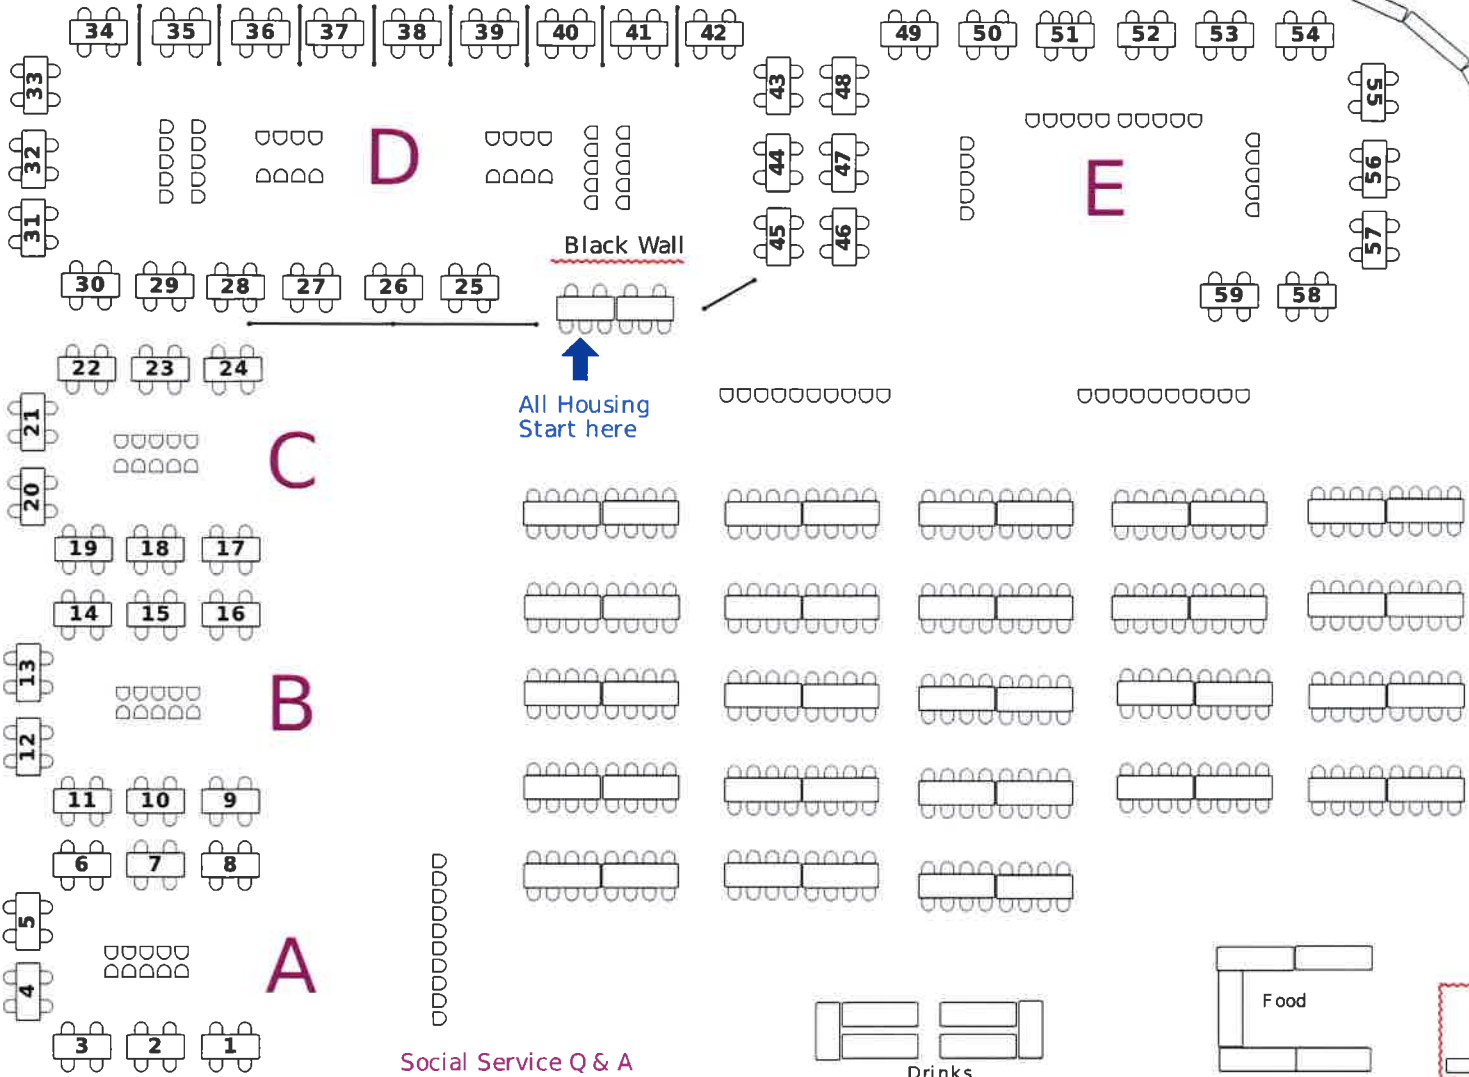 34 35 36 37 38 39 40 41 42
49 50 51 52 53 54
33
43 48
55
32
D
44 47
E
56
31
45 46
57
Black Wall
30 29 28 27 26 25
59 58
22 23 24
All Housing
Start here
21
C
20
19 18 17
14 15 16
13
B
12
11 10 9
6 7 8
5
A
4
Food
3 2 1
Social Service Q & A
Drinks